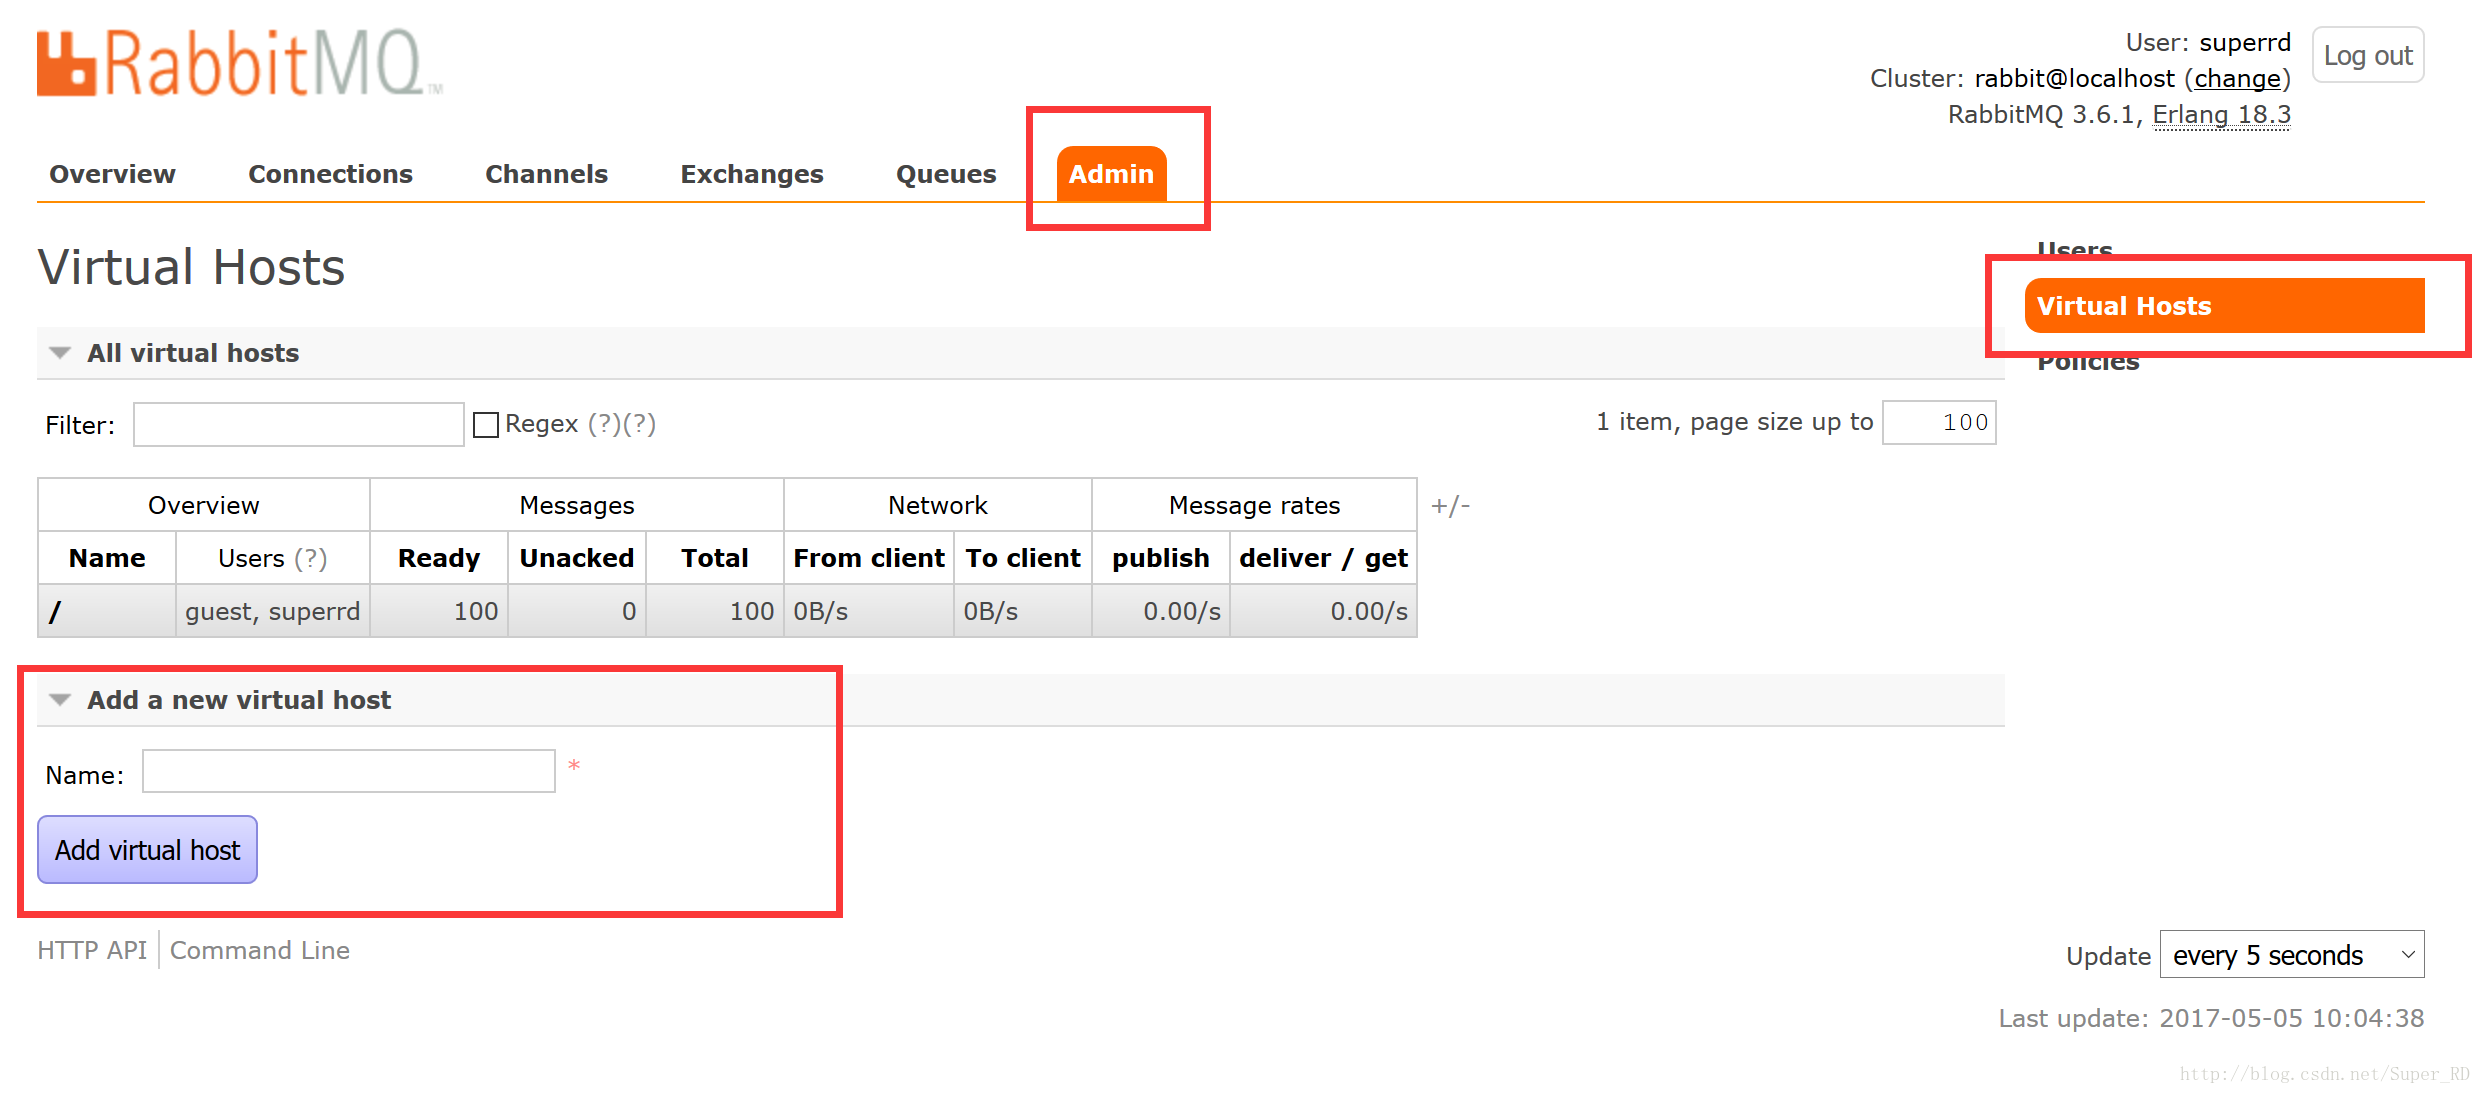 RabbitMQ™
User: superrd
Log out
Cluster: rabbit@localhost (change)
RabbitMQ 3.6.1, Erlang 18.3
Overview Connections Channels Exchanges Queues Admin
Users
Virtual Hosts
Policies
Virtual Hosts
All virtual hosts
Filter: Regex (?)(?) 1 item, page size up to 100
Overview Messages Network Message rates +/-
Name Users (?) Ready Unacked Total From client To client publish deliver / get
/ guest, superrd 100 0 100 0B/s 0B/s 0.00/s 0.00/s
Add a new virtual host
Name: *
Add virtual host
HTTP API Command Line
Update every 5 seconds
Last update: 2017-05-05 10:04:38
http://blog.csdn.net/Super_RD